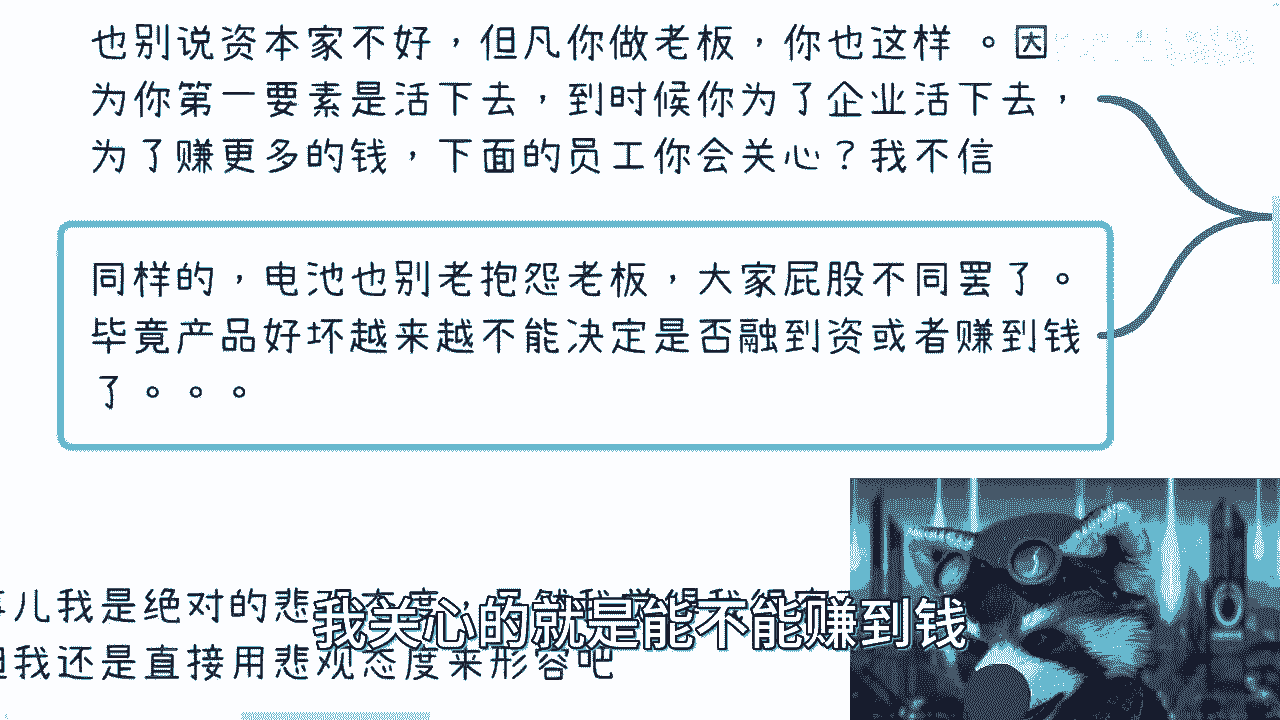 也别说资本家不好，但凡你做老板，你也这样 。因
为你第一要素是活下去，到时候你为了企业活下去，
为了赚更多的钱，下面的员工你会关心？我不信
同样的，电池也别老抱怨老板，大家屁股不同罢了。
毕竟产品好坏越来越不能决定是否融到资或者赚到钱
了。。。
事儿我是绝对的悲观态度，
我关心的就是能不能赚到钱
但我还是直接用悲观态度来形容吧